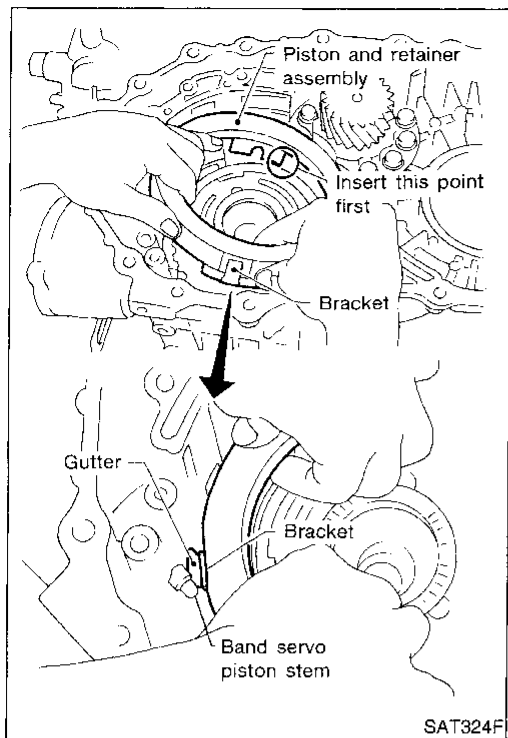 Piston and retainer
assembly
Insert this point
first
Bracket
Gutter
Bracket
Band servo
piston stem
SAT324F